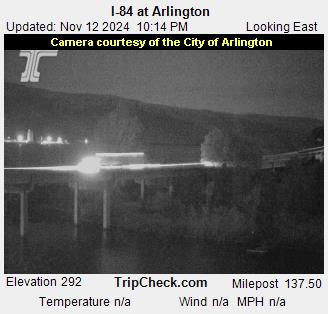 I-84 at Arlington
Updated: Nov 12 2024 10:14 PM Looking East
Camera courtesy of the City of Arlington
Elevation 292 TripCheck.com Milepost 137.50
Temperature n/a Wind n/a MPH n/a